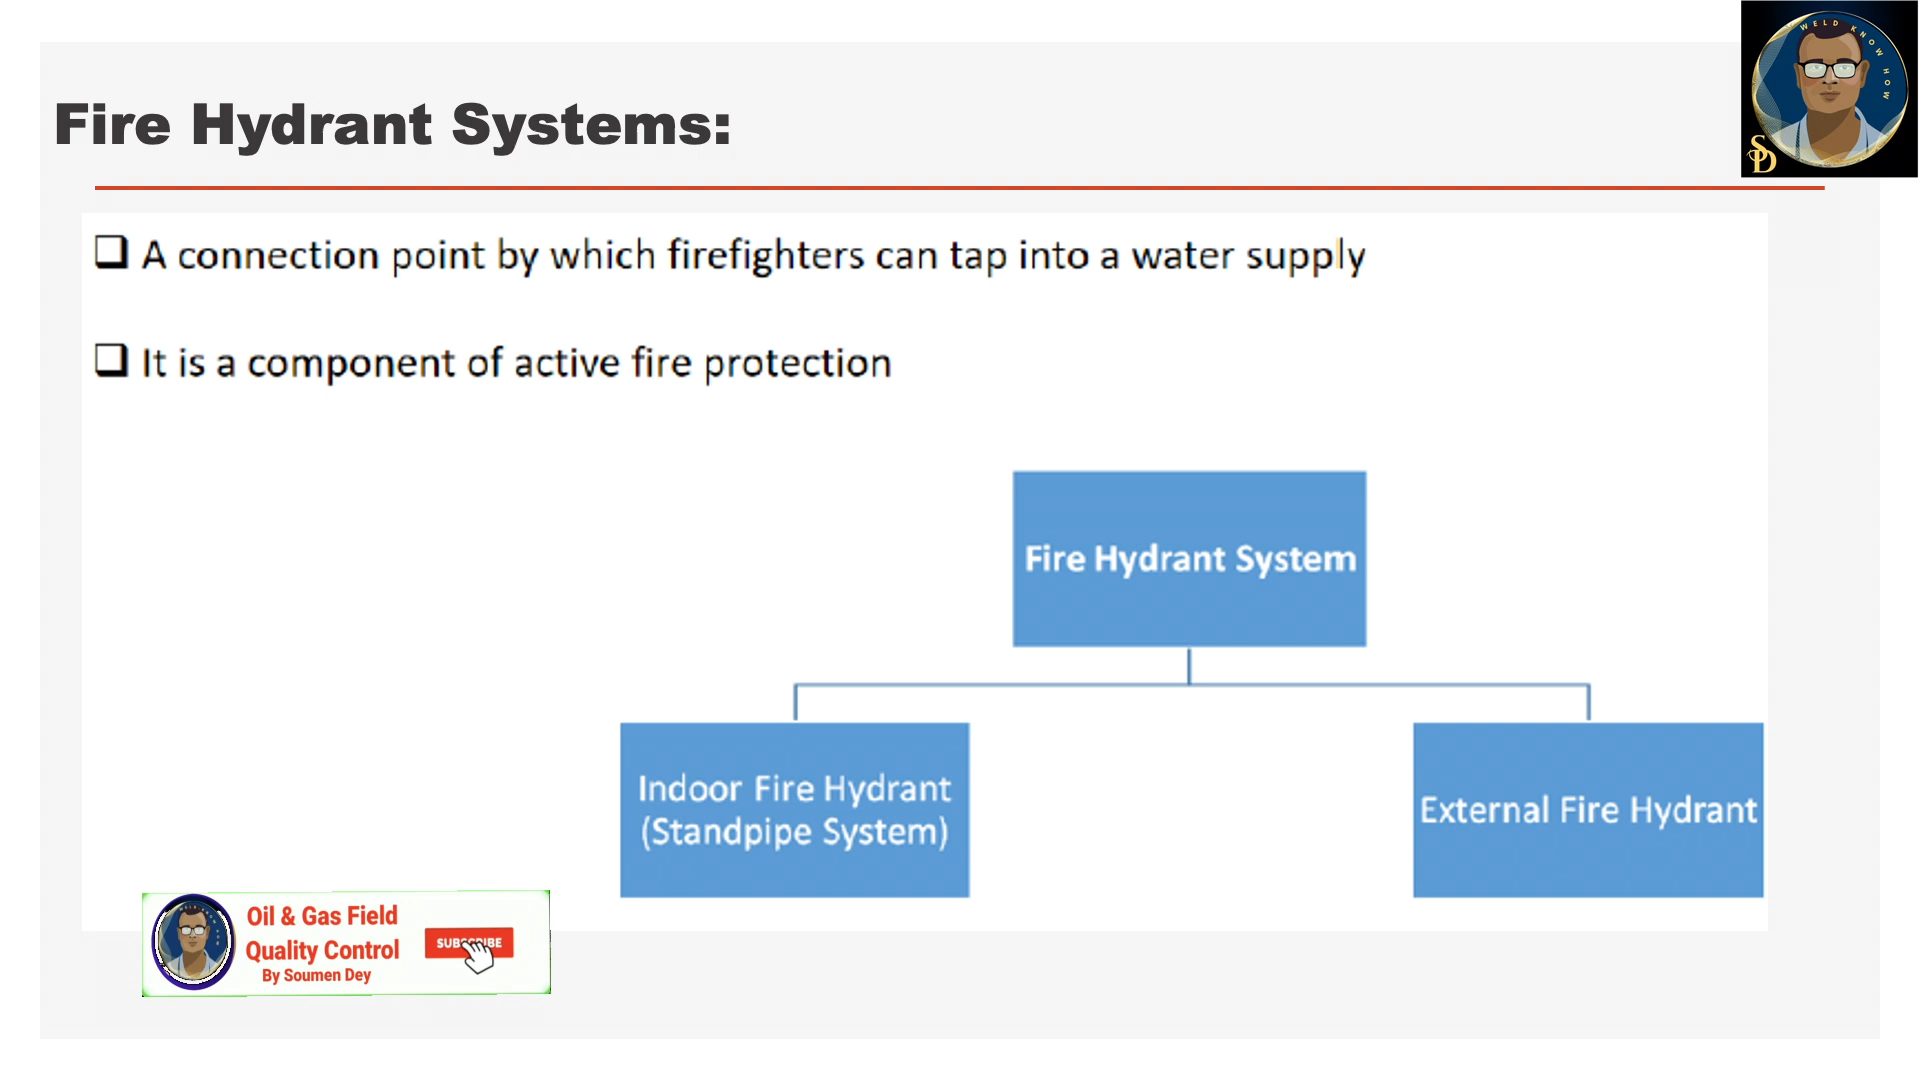 WELD KNOW HOW
SD
Fire Hydrant Systems:
❑ A connection point by which firefighters can tap into a water supply
❑ It is a component of active fire protection
Fire Hydrant System
Indoor Fire Hydrant
(Standpipe System)
External Fire Hydrant
Oil & Gas Field
Quality Control
By Soumen Dey
SUBSCRIBE